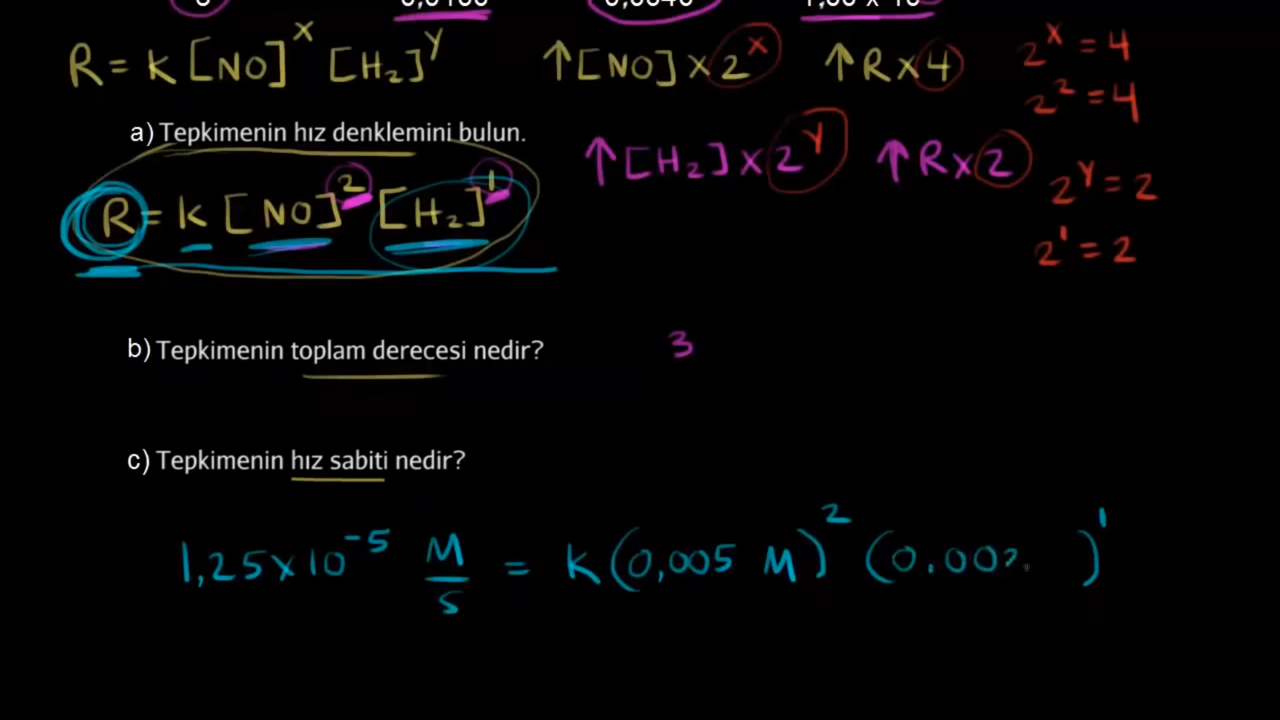 R = K [NO]^x [H₂]^y ↑[NO] x 2^x ↑R x 4 2^x = 4
2² = 4
a) Tepkimenin hız denklemini bulun.
↑[H₂] x 2^y ↑R x 2 2^y = 2
R = K [NO]² [H₂]¹
2¹ = 2
b) Tepkimenin toplam derecesi nedir? 3
c) Tepkimenin hız sabiti nedir?
1,25 x 10⁻⁵ M/s = K (0,005 M)² (0.002 )¹